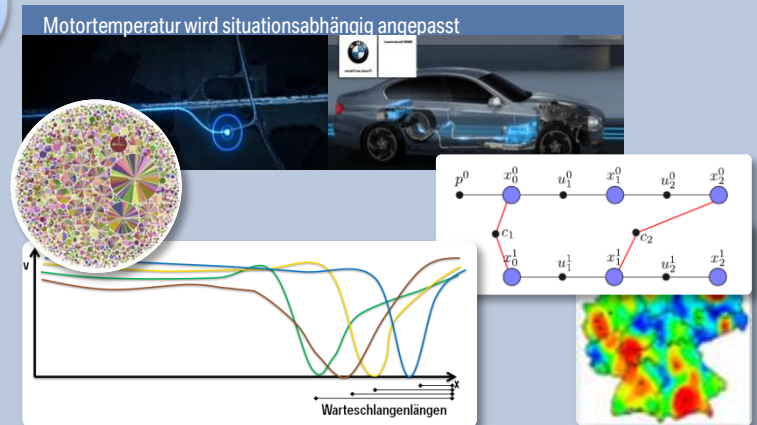 Motortemperatur wird situationsabhängig angepasst
p⁰ x₀⁰ u₁⁰ x₁⁰ u₂⁰ x₂⁰
c₁ c₂
x₀¹ u₁¹ x₁¹ u₂¹ x₂¹
v
x
Warteschlangenlängen